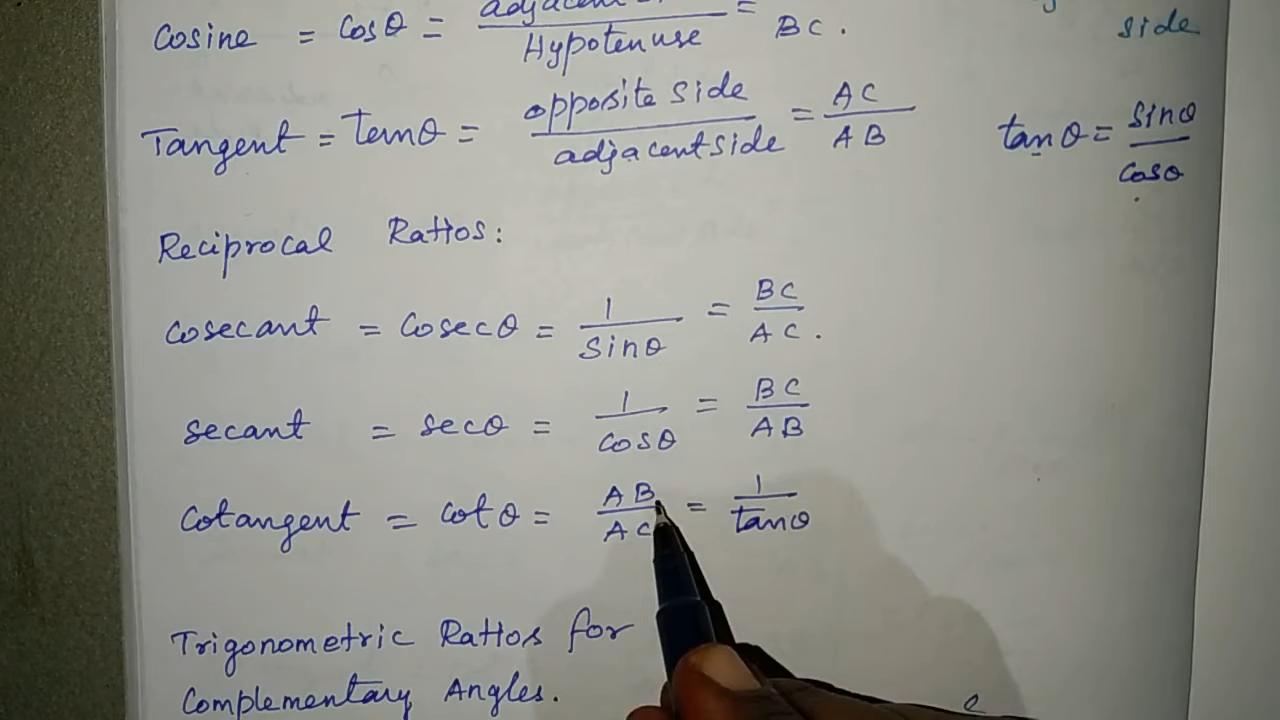 Cosine = Cosθ = adjacent / Hypotenuse = BC. side
Tangent = Tanθ = opposite side / adjacent side = AC / AB tanθ = sinθ / cosθ
Reciprocal Ratios:
Cosecant = Cosecθ = 1 / Sinθ = BC / AC.
secant = secθ = 1 / Cosθ = BC / AB
Cotangent = cotθ = AB / AC = 1 / Tanθ
Trigonometric Ratios for
Complementary Angles.